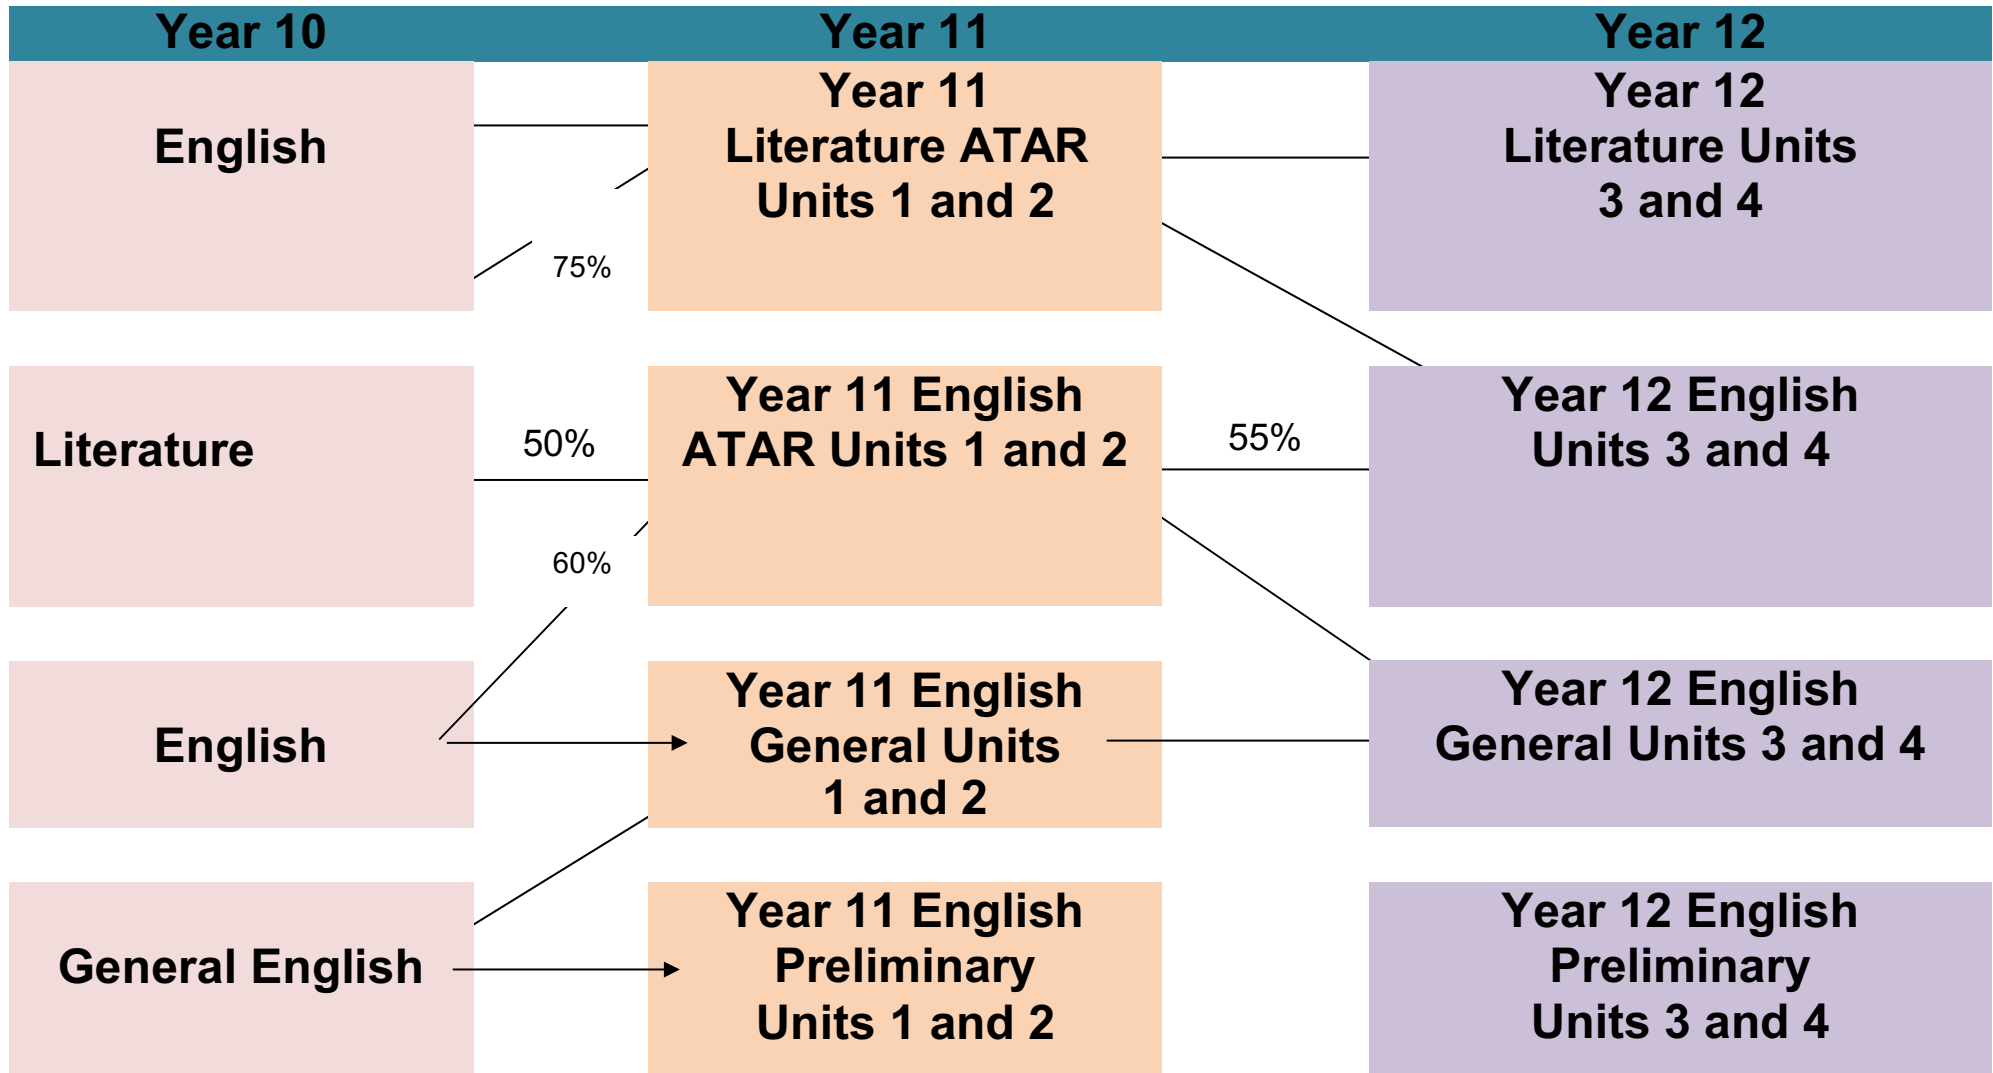 Year 10
Year 11
Year 12
English
75%
Year 11
Literature ATAR
Units 1 and 2
Year 12
Literature Units
3 and 4
Literature
50%
Year 11 English
ATAR Units 1 and 2
55%
Year 12 English
Units 3 and 4
60%
English
Year 11 English
General Units
1 and 2
Year 12 English
General Units 3 and 4
General English
Year 11 English
Preliminary
Units 1 and 2
Year 12 English
Preliminary
Units 3 and 4